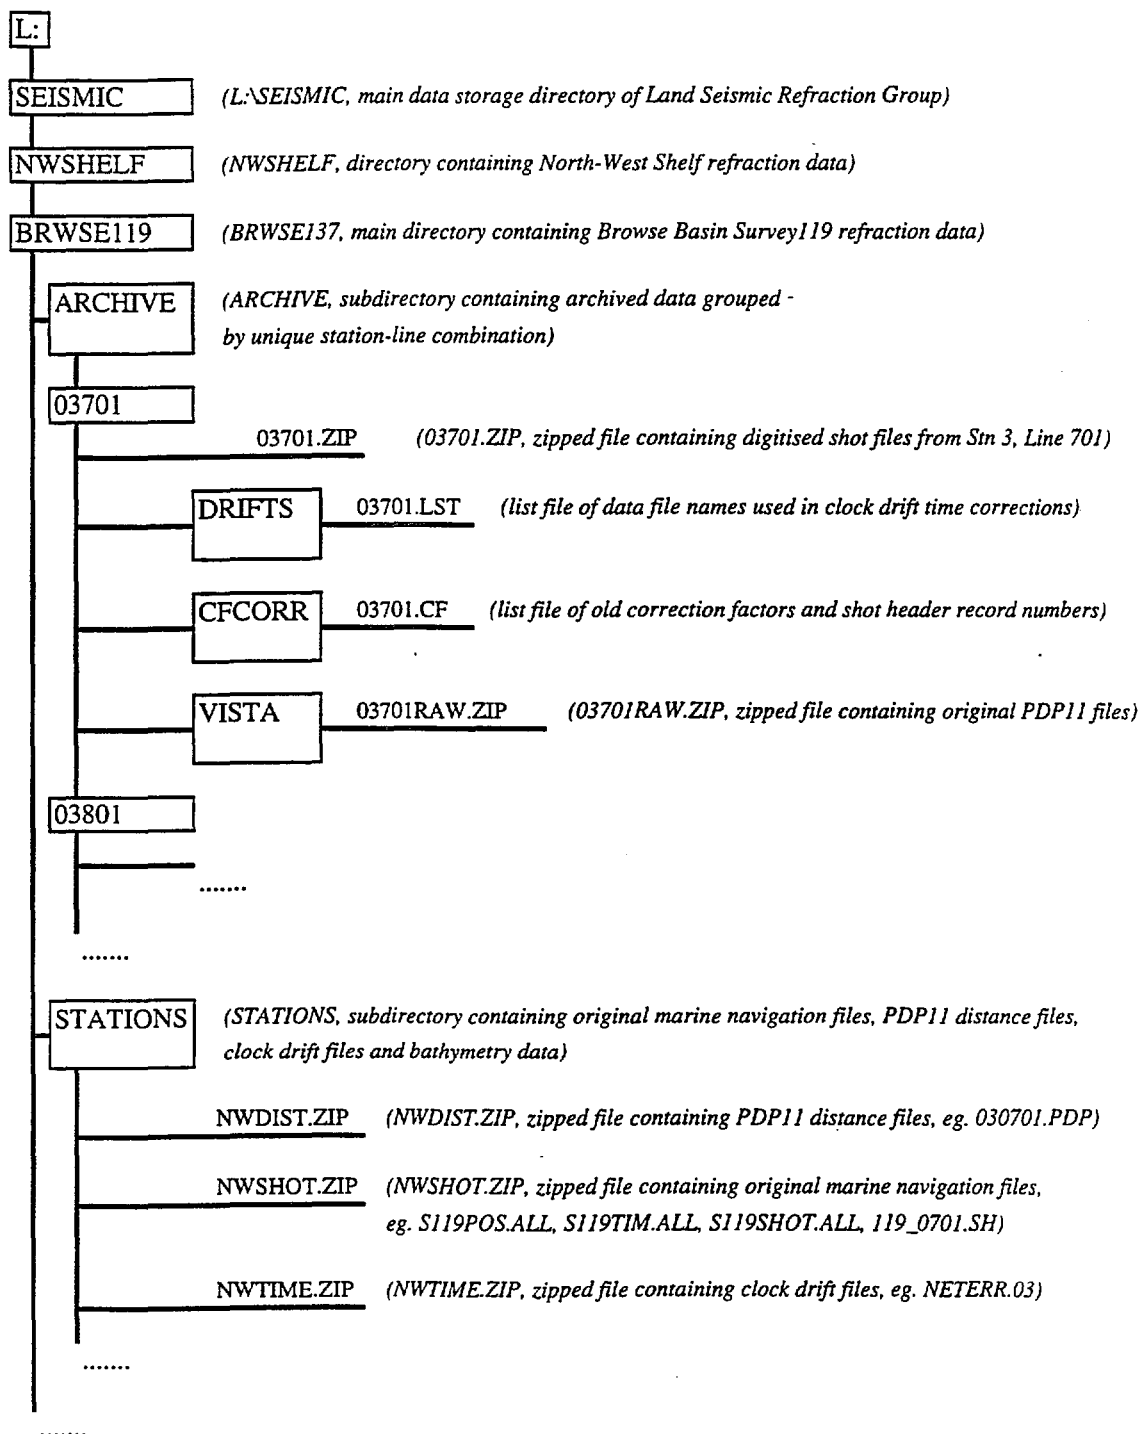 L:
SEISMIC (L:\SEISMIC, main data storage directory of Land Seismic Refraction Group)
NWSHELF (NWSHELF, directory containing North-West Shelf refraction data)
BRWSE119 (BRWSE137, main directory containing Browse Basin Survey119 refraction data)
ARCHIVE (ARCHIVE, subdirectory containing archived data grouped -
by unique station-line combination)
03701
03701.ZIP (03701.ZIP, zipped file containing digitised shot files from Stn 3, Line 701)
DRIFTS 03701.LST (list file of data file names used in clock drift time corrections)
CFCORR 03701.CF (list file of old correction factors and shot header record numbers)
VISTA 03701RAW.ZIP (03701RAW.ZIP, zipped file containing original PDP11 files)
03801
.......
.......
STATIONS (STATIONS, subdirectory containing original marine navigation files, PDP11 distance files,
clock drift files and bathymetry data)
NWDIST.ZIP (NWDIST.ZIP, zipped file containing PDP11 distance files, eg. 030701.PDP)
NWSHOT.ZIP (NWSHOT.ZIP, zipped file containing original marine navigation files,
eg. S119POS.ALL, S119TIM.ALL, S119SHOT.ALL, 119_0701.SH)
NWTIME.ZIP (NWTIME.ZIP, zipped file containing clock drift files, eg. NETERR.03)
.......
.......